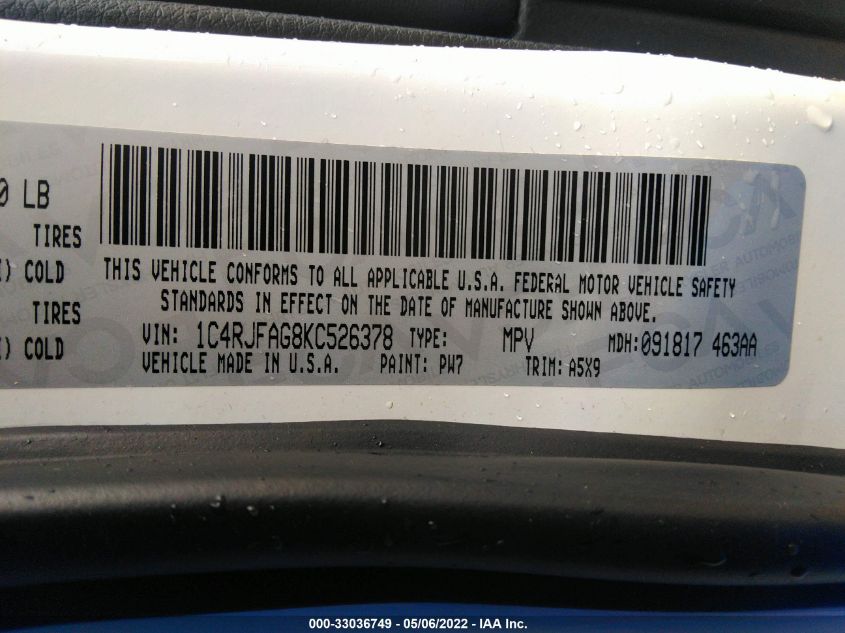 0 LB
TIRES
COLD
TIRES
COLD
THIS VEHICLE CONFORMS TO ALL APPLICABLE U.S.A. FEDERAL MOTOR VEHICLE SAFETY
STANDARDS IN EFFECT ON THE DATE OF MANUFACTURE SHOWN ABOVE.
VIN: 1C4RJFAG8KC526378 TYPE: MPV MDH:091817 463AA
VEHICLE MADE IN U.S.A. PAINT: PW7 TRIM: A5X9
000-33036749 - 05/06/2022 - IAA Inc.